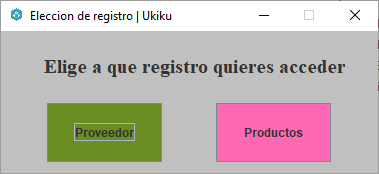 Eleccion de registro | Ukiku
Elige a que registro quieres acceder
Proveedor
Productos